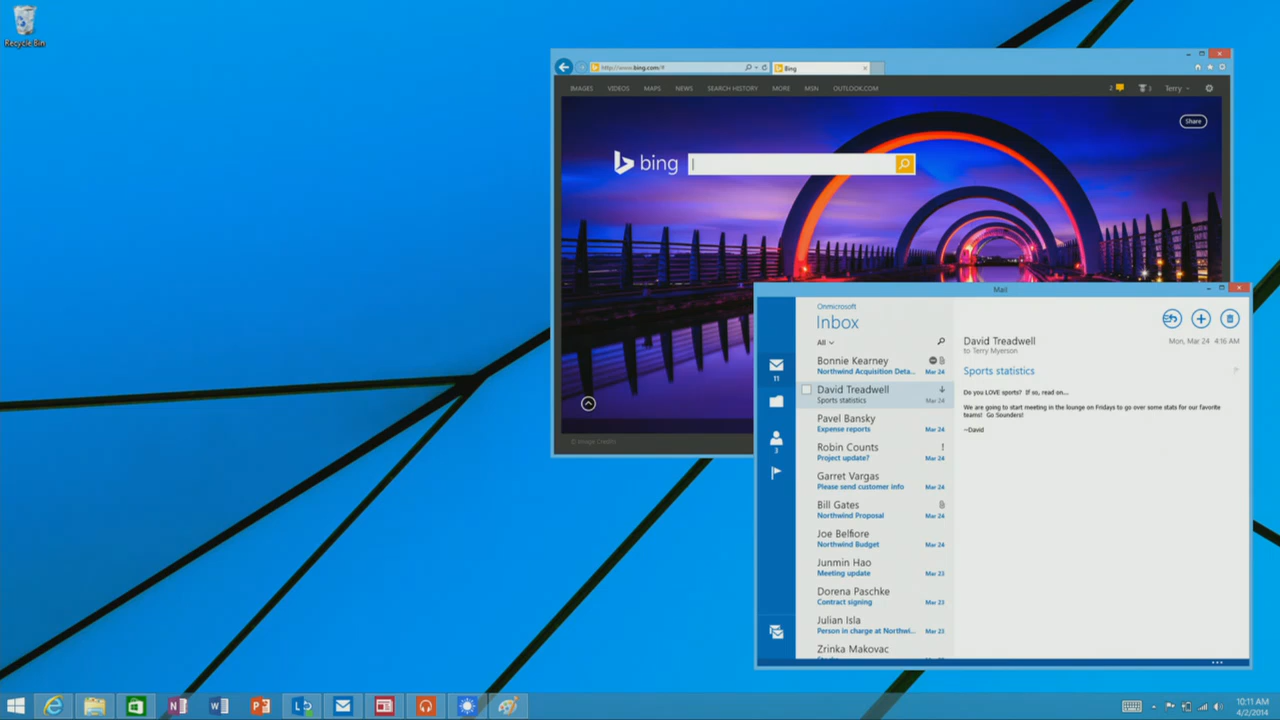 Recycle Bin
http://www.bing.com/#
Bing
IMAGES VIDEOS MAPS NEWS SEARCH HISTORY MORE MSN OUTLOOK.COM
2 3 Terry
Share
bing
© Image Credits
Mail
Onmicrosoft
Inbox
All
11
3
Bonnie Kearney
Northwind Acquisition Deta... Mar 24
David Treadwell
Sports statistics Mar 24
Pavel Bansky
Expense reports Mar 24
Robin Counts !
Project update? Mar 24
Garret Vargas
Please send customer info Mar 24
Bill Gates
Northwind Proposal Mar 24
Joe Belfiore
Northwind Budget Mar 24
Junmin Hao
Meeting update Mar 23
Dorena Paschke
Contract signing Mar 23
Julian Isla
Person in charge at Northwi... Mar 23
Zrinka Makovac
David Treadwell
to Terry Myerson
Mon, Mar 24 4:16 AM
Sports statistics
Do you LOVE sports? If so, read on...
We are going to start meeting in the lounge on Fridays to go over some stats for our favorite
teams! Go Sounders!
~David
10:11 AM
4/2/2014